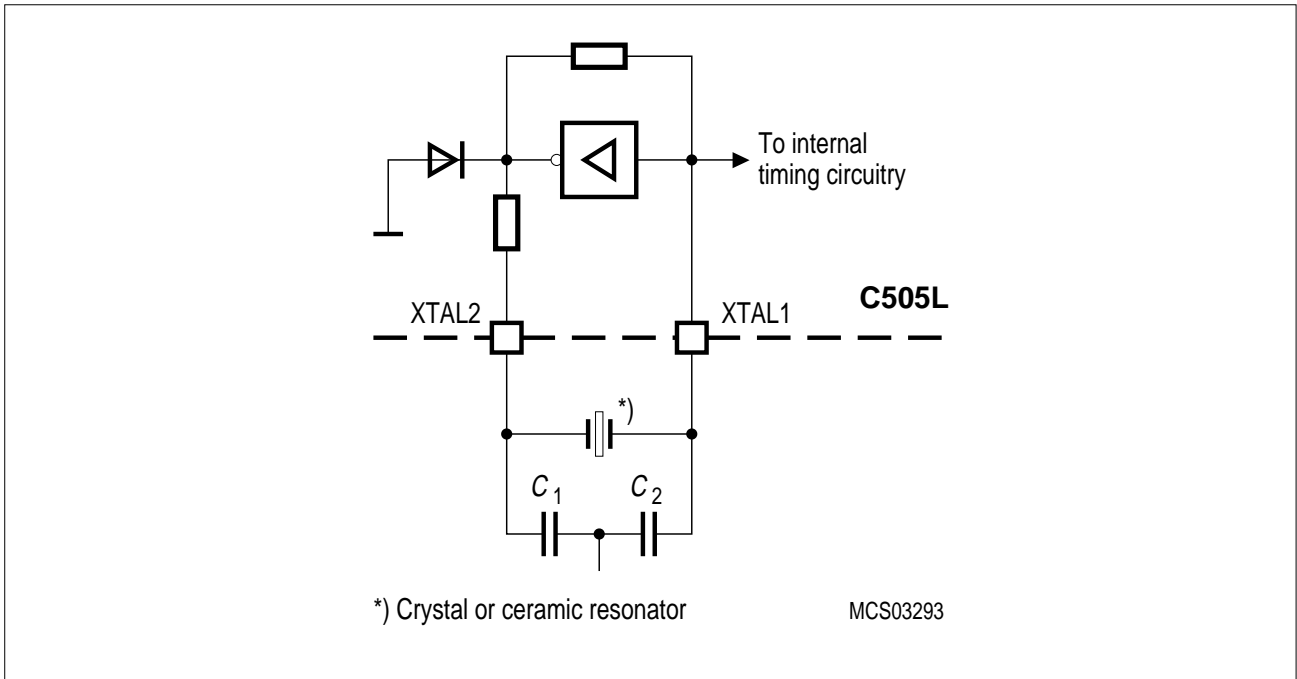 To internal
timing circuitry
C505L
XTAL2
XTAL1
*)
C1
C2
*) Crystal or ceramic resonator
MCS03293